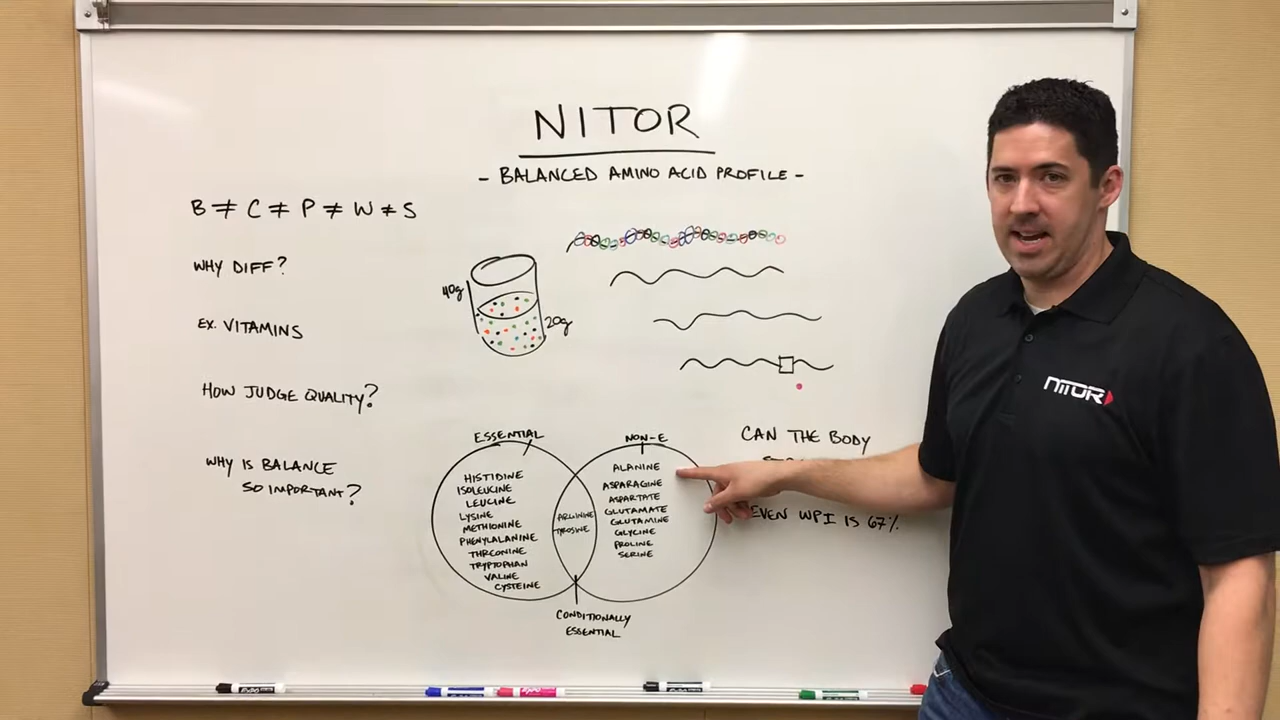 NITOR
- BALANCED AMINO ACID PROFILE -
B ≠ C ≠ P ≠ W ≠ S
WHY DIFF?
EX. VITAMINS
HOW JUDGE QUALITY?
WHY IS BALANCE
SO IMPORTANT?
40g
20g
ESSENTIAL
HISTIDINE
ISOLEUCINE
LEUCINE
LYSINE
METHIONINE
PHENYLALANINE
THREONINE
TRYPTOPHAN
VALINE
CYSTEINE
ARGININE
TYROSINE
CONDITIONALLY
ESSENTIAL
NON-E
ALANINE
ASPARAGINE
ASPARTATE
GLUTAMATE
GLUTAMINE
GLYCINE
PROLINE
SERINE
CAN THE BODY
EVEN WPI IS 67%
NITOR
EXPO